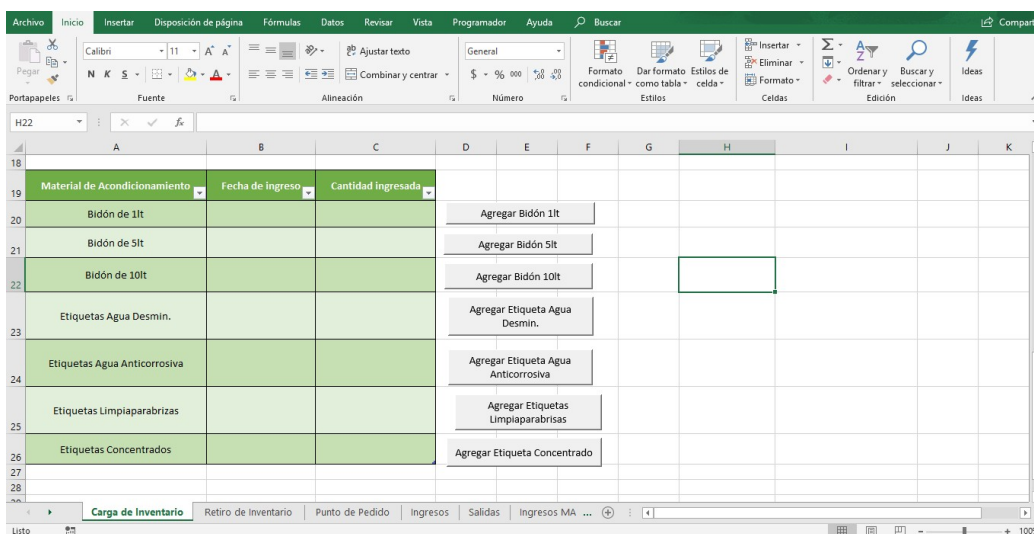 Archivo Inicio Insertar Disposición de página Fórmulas Datos Revisar Vista Programador Ayuda Buscar Compart
Pegar
Calibri 11 A A
N K S A
Ajustar texto
Combinar y centrar
General
$ % 000
Formato condicional
Dar formato como tabla
Estilos de celda
Insertar
Eliminar
Formato
Ordenar y filtrar
Buscar y seleccionar
Ideas
Portapapeles Fuente Alineación Número Estilos Celdas Edición Ideas
H22 fx
A B C D E F G H I J K
18
19 Material de Acondicionamiento Fecha de ingreso Cantidad ingresada
20 Bidón de 1lt Agregar Bidón 1lt
21 Bidón de 5lt Agregar Bidón 5lt
22 Bidón de 10lt Agregar Bidón 10lt
23 Etiquetas Agua Desmin. Agregar Etiqueta Agua
Desmin.
24 Etiquetas Agua Anticorrosiva Agregar Etiqueta Agua
Anticorrosiva
25 Etiquetas Limpiaparabrizas Agregar Etiquetas
Limpiaparabrisas
26 Etiquetas Concentrados Agregar Etiqueta Concentrado
27
28
Carga de Inventario Retiro de Inventario Punto de Pedido Ingresos Salidas Ingresos MA ...
Listo 100